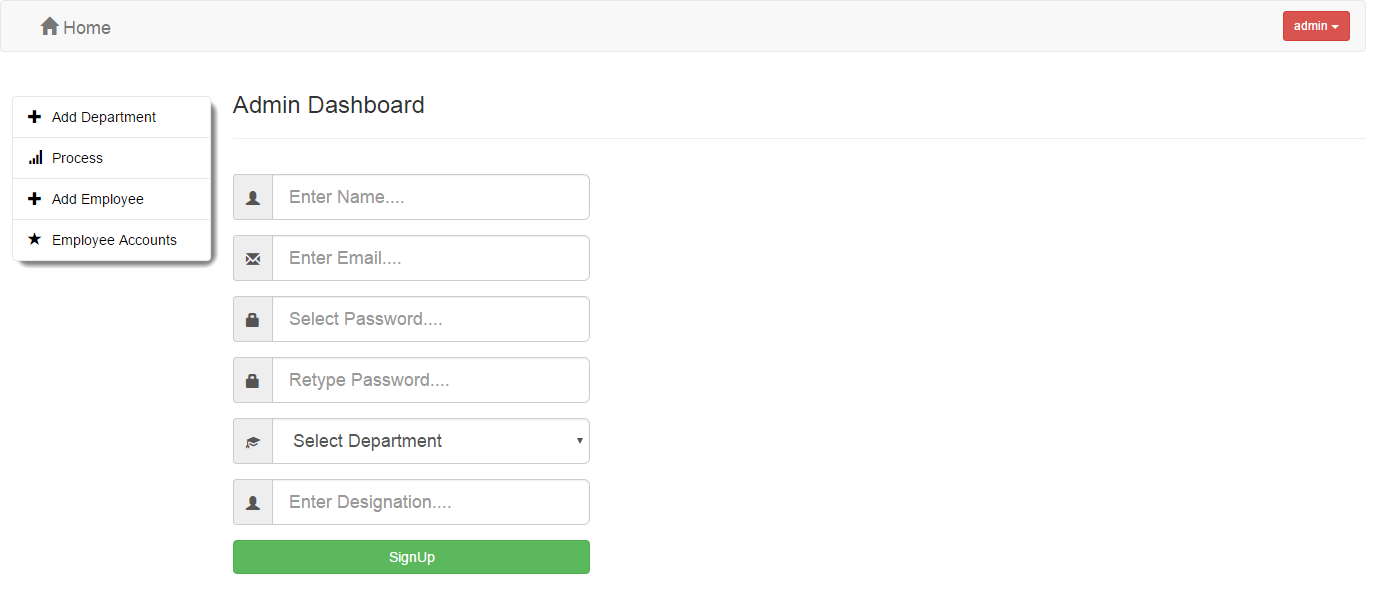 Home
admin
Add Department
Process
Add Employee
Employee Accounts
Admin Dashboard
Enter Name....
Enter Email....
Select Password....
Retype Password....
Select Department
Enter Designation....
SignUp